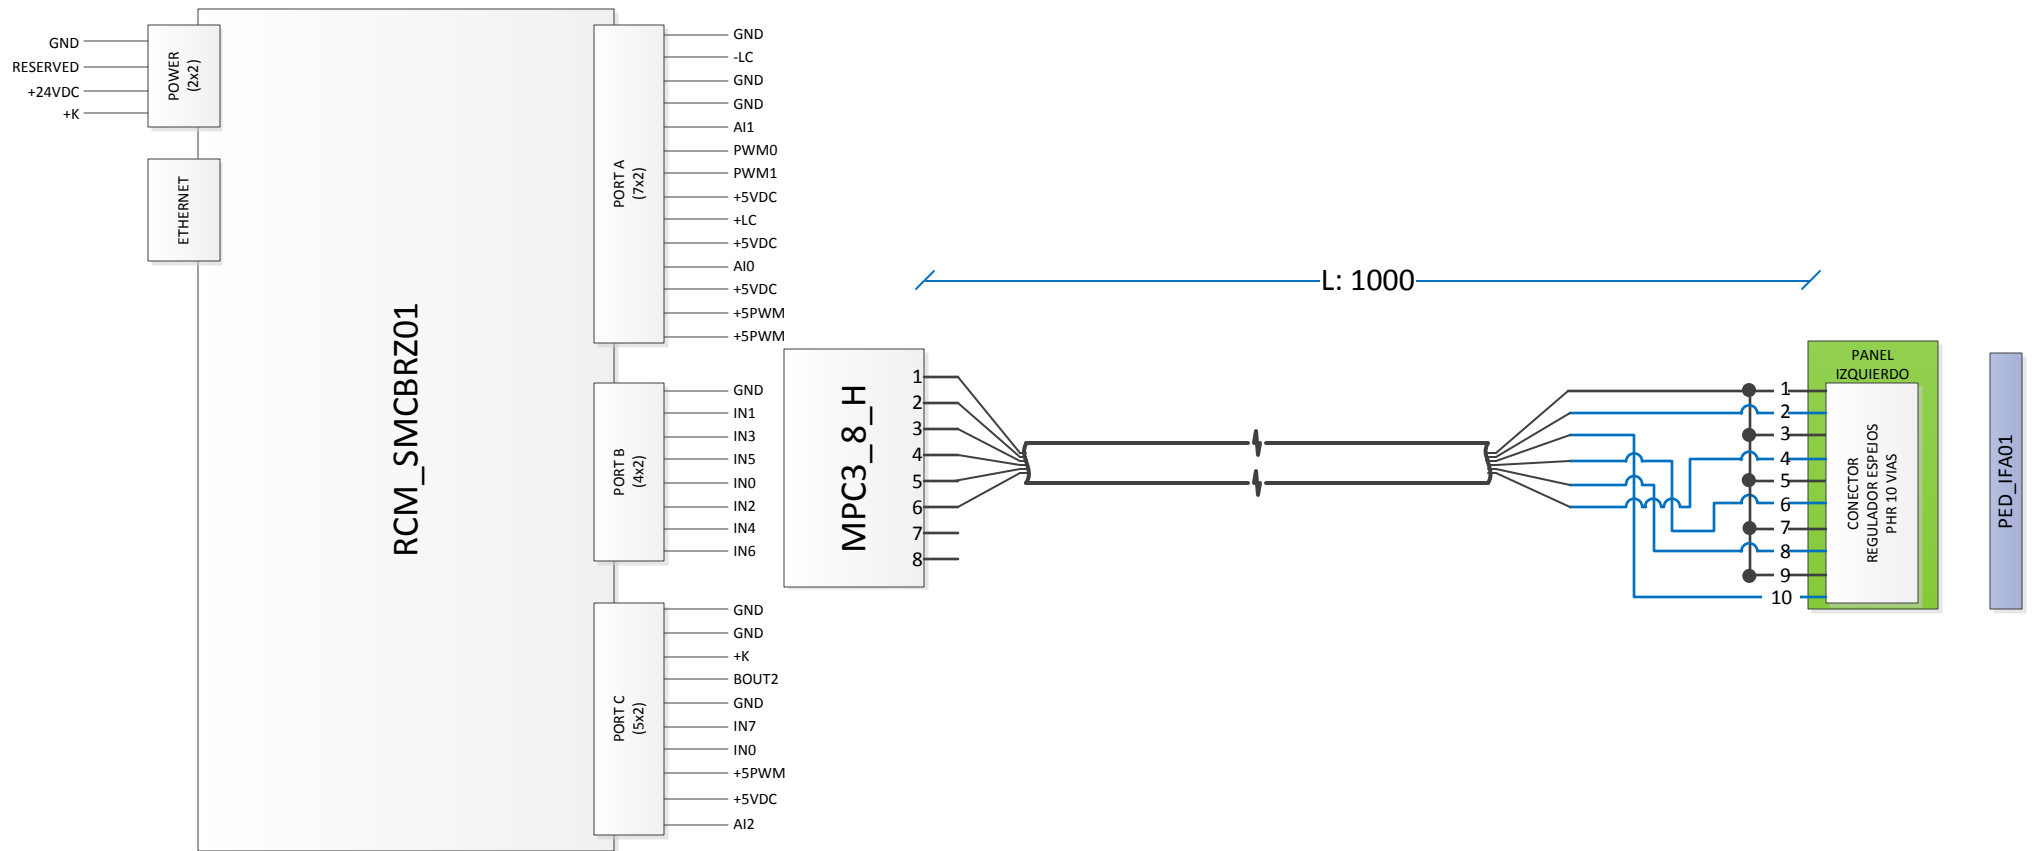 GND
RESERVED
+24VDC
+K
POWER
(2x2)
ETHERNET
RCM_SMCBRZ01
PORT A
(7x2)
GND
-LC
GND
GND
AI1
PWM0
PWM1
+5VDC
+LC
+5VDC
AI0
+5VDC
+5PWM
+5PWM
PORT B
(4x2)
GND
IN1
IN3
IN5
IN0
IN2
IN4
IN6
PORT C
(5x2)
GND
GND
+K
BOUT2
GND
IN7
IN0
+5PWM
+5VDC
AI2
MPC3_8_H
1
2
3
4
5
6
7
8
L: 1000
1
2
3
4
5
6
7
8
9
10
PANEL
IZQUIERDO
CONECTOR
REGULADOR ESPEJOS
PHR 10 VIAS
PED_IFA01